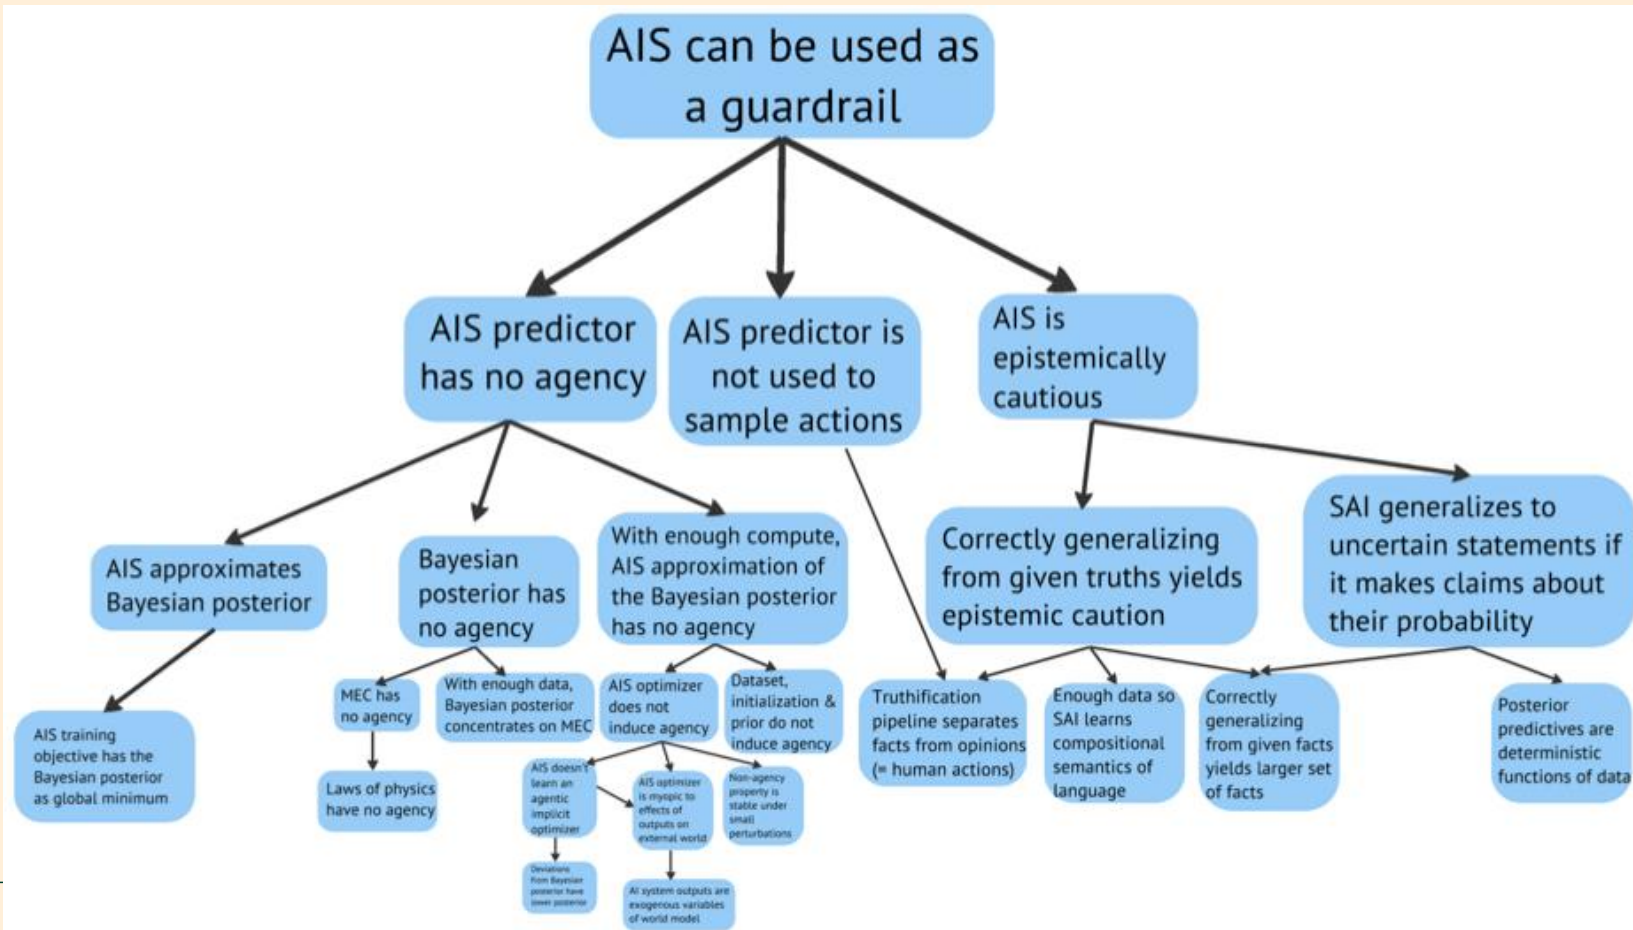 AIS can be used as
a guardrail
AIS predictor
has no agency
AIS predictor is
not used to
sample actions
AIS is
epistemically
cautious
AIS approximates
Bayesian posterior
Bayesian
posterior has
no agency
With enough compute,
AIS approximation of
the Bayesian posterior
has no agency
Correctly generalizing
from given truths yields
epistemic caution
SAI generalizes to
uncertain statements if
it makes claims about
their probability
AIS training
objective has the
Bayesian posterior
as global minimum
MEC has
no agency
With enough data,
Bayesian posterior
concentrates on MEC
AIS optimizer
does not
induce agency
Dataset,
initialization &
prior do not
induce agency
Truthification
pipeline separates
facts from opinions
(= human actions)
Enough data so
SAI learns
compositional
semantics of
language
Correctly
generalizing
from given facts
yields larger set
of facts
Posterior
predictives are
deterministic
functions of data
Laws of physics
have no agency
AIS doesn't
learn an
agentic
implicit
optimizer
AIS optimizer
is myopic to
effects of
outputs on
external world
Non-agency
property is
stable under
small
perturbations
Deviations
from Bayesian
posterior have
lower posterior
AI system outputs are
exogenous variables
of world model